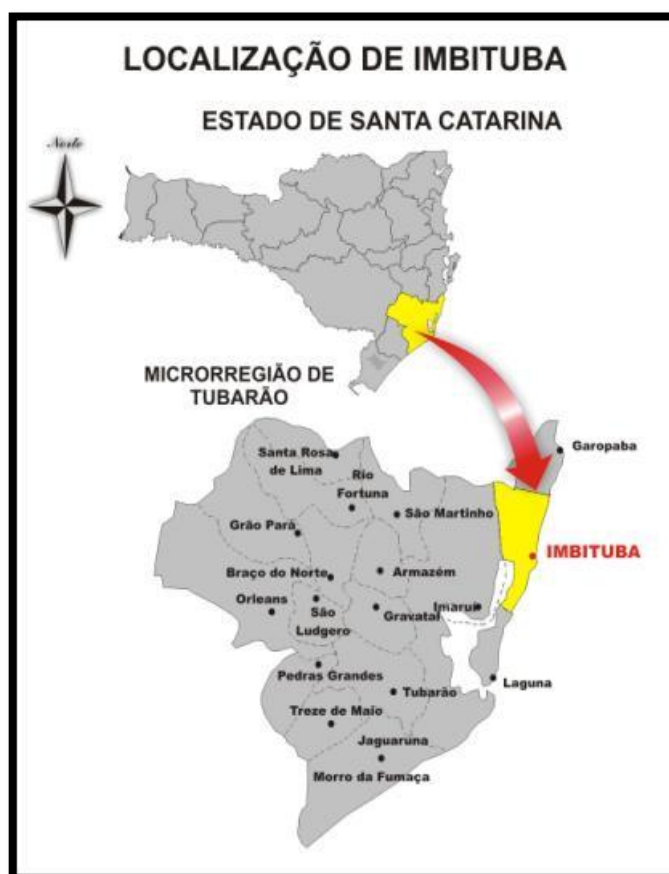 LOCALIZAÇÃO DE IMBITUBA
ESTADO DE SANTA CATARINA
Norte
MICRORREGIÃO DE
TUBARÃO
Garopaba
Santa Rosa
de Lima
Rio
Fortuna
São Martinho
Grão Pará
IMBITUBA
Braço do Norte
Armazém
Orleans
São
Ludgero
Gravatal
Imaruí
Pedras Grandes
Laguna
Tubarão
Treze de Maio
Jaguaruna
Morro da Fumaça